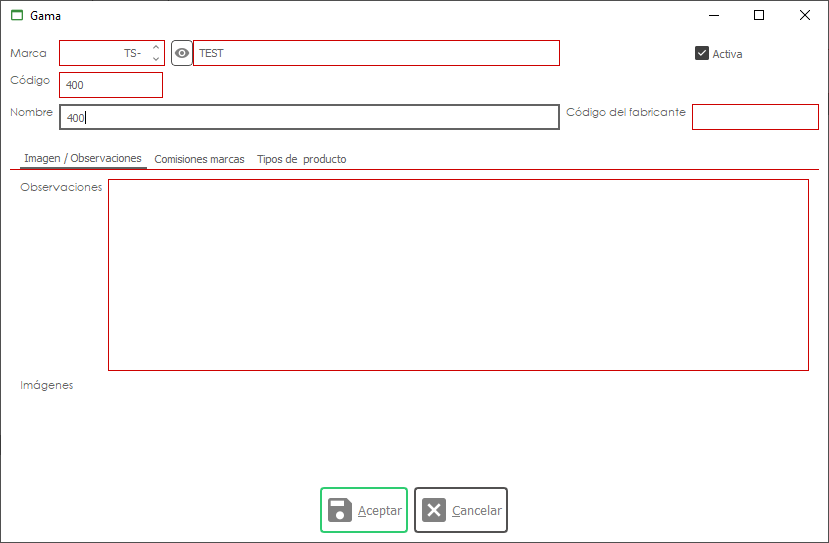 Gama
Marca TS- TEST Activa
Código 400
Nombre 400 Código del fabricante
Imagen / Observaciones Comisiones marcas Tipos de producto
Observaciones
Imágenes
Aceptar Cancelar